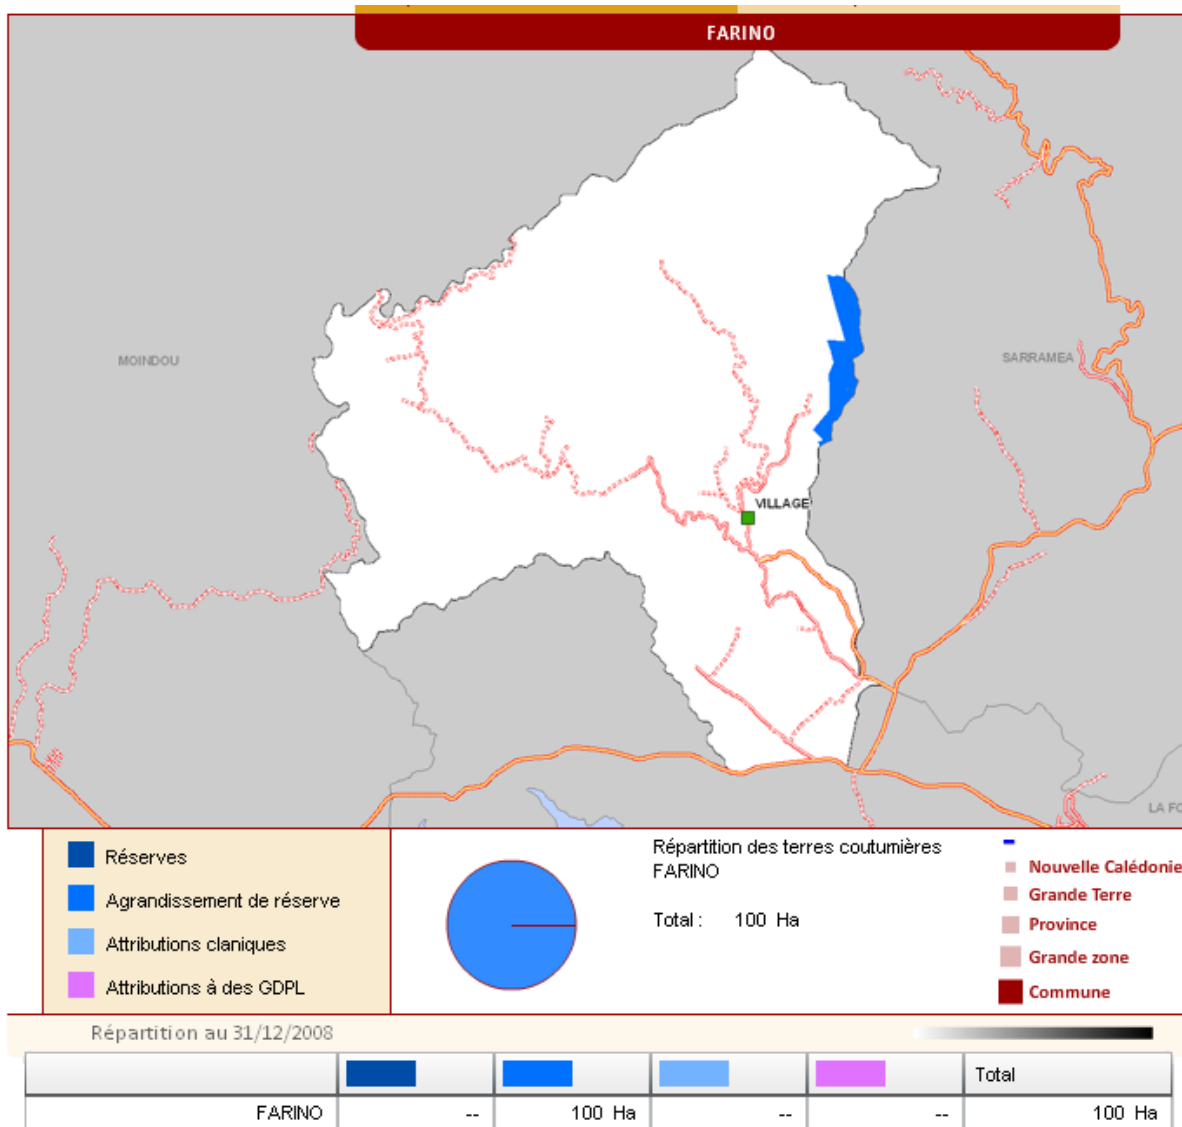 FARINO
MOINDOU
SARRAMEA
VILLAGE
Réserves
Agrandissement de réserve
Attributions claniques
Attributions à des GDPL
Répartition des terres coutumières
FARINO
Total : 100 Ha
Nouvelle Calédonie
Grande Terre
Province
Grande zone
Commune
Répartition au 31/12/2008
Total
FARINO -- 100 Ha -- -- 100 Ha